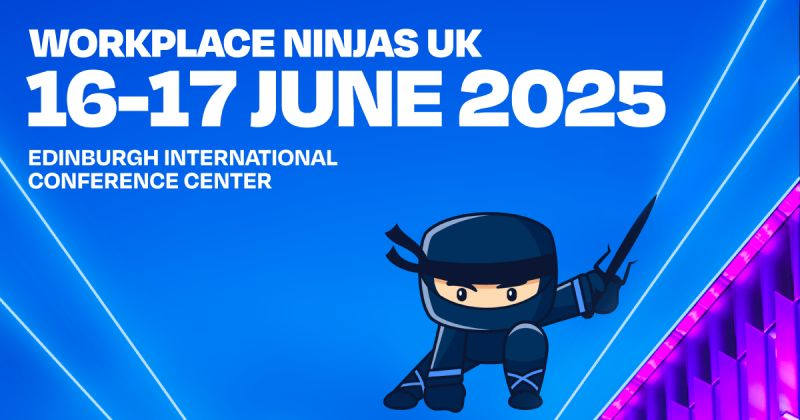 WORKPLACE NINJAS UK
16-17 JUNE 2025
EDINBURGH INTERNATIONAL
CONFERENCE CENTER